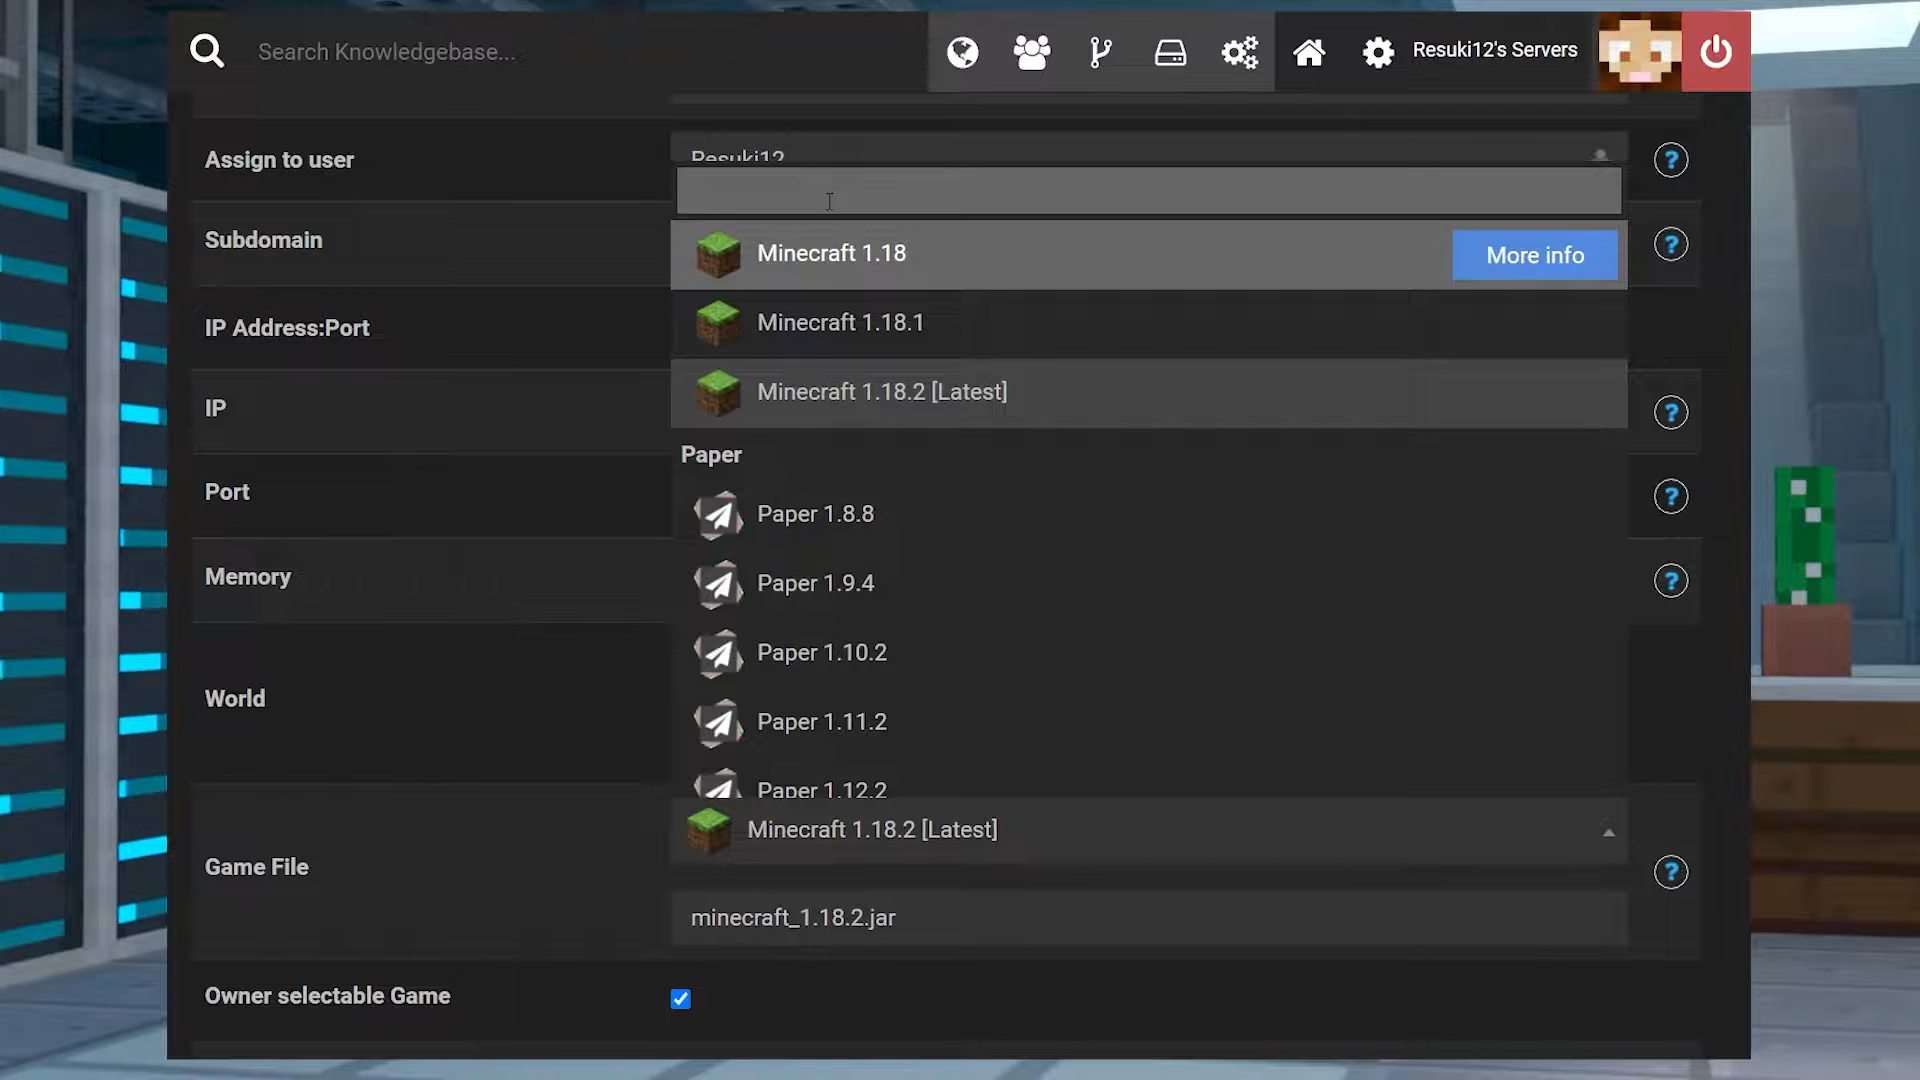 Search Knowledgebase...
Resuki12's Servers
Assign to user
Resuki12
?
Subdomain
Minecraft 1.18
More info
?
IP Address:Port
Minecraft 1.18.1
Minecraft 1.18.2 [Latest]
IP
?
Paper
Port
Paper 1.8.8
?
Memory
Paper 1.9.4
?
Paper 1.10.2
World
Paper 1.11.2
Paper 1.12.2
Minecraft 1.18.2 [Latest]
Game File
?
minecraft_1.18.2.jar
Owner selectable Game